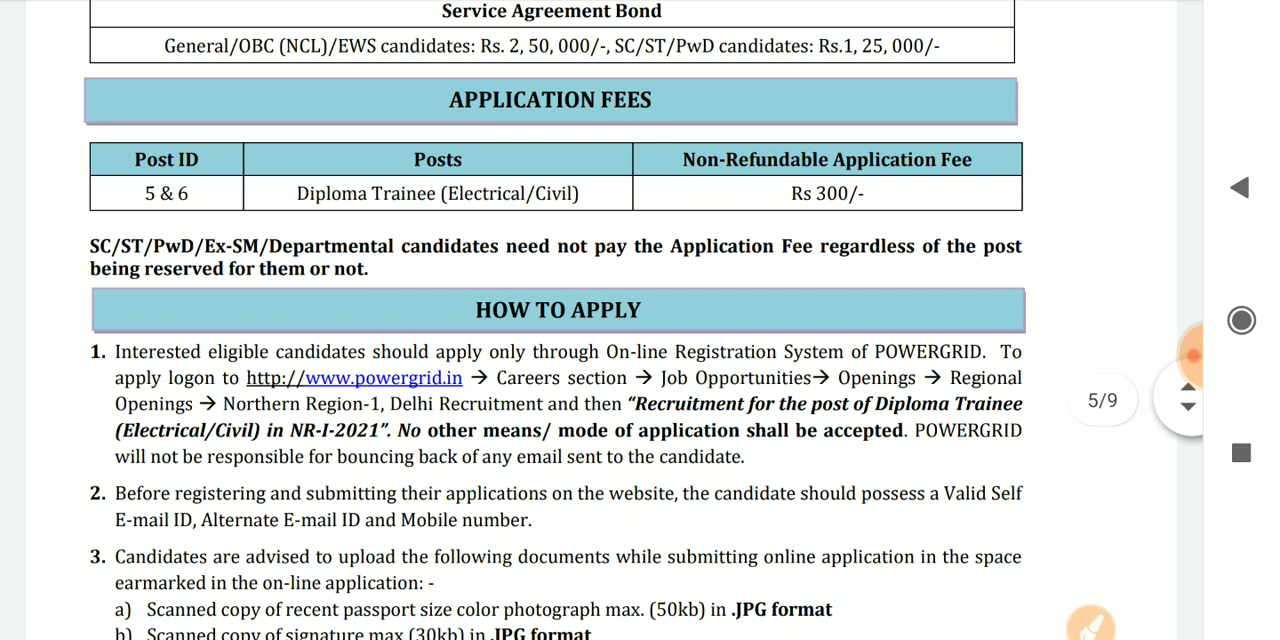 Service Agreement Bond
General/OBC (NCL)/EWS candidates: Rs. 2, 50, 000/-, SC/ST/PwD candidates: Rs.1, 25, 000/-
APPLICATION FEES
Post ID Posts Non-Refundable Application Fee
5 & 6 Diploma Trainee (Electrical/Civil) Rs 300/-
SC/ST/PwD/Ex-SM/Departmental candidates need not pay the Application Fee regardless of the post
being reserved for them or not.
HOW TO APPLY
1. Interested eligible candidates should apply only through On-line Registration System of POWERGRID. To
apply logon to http://www.powergrid.in → Careers section → Job Opportunities→ Openings → Regional
Openings → Northern Region-1, Delhi Recruitment and then “Recruitment for the post of Diploma Trainee
(Electrical/Civil) in NR-I-2021”. No other means/ mode of application shall be accepted. POWERGRID
will not be responsible for bouncing back of any email sent to the candidate.
5/9
2. Before registering and submitting their applications on the website, the candidate should possess a Valid Self
E-mail ID, Alternate E-mail ID and Mobile number.
3. Candidates are advised to upload the following documents while submitting online application in the space
earmarked in the on-line application: -
a) Scanned copy of recent passport size color photograph max. (50kb) in .JPG format
b) Scanned copy of signature max (30kb) in .JPG format